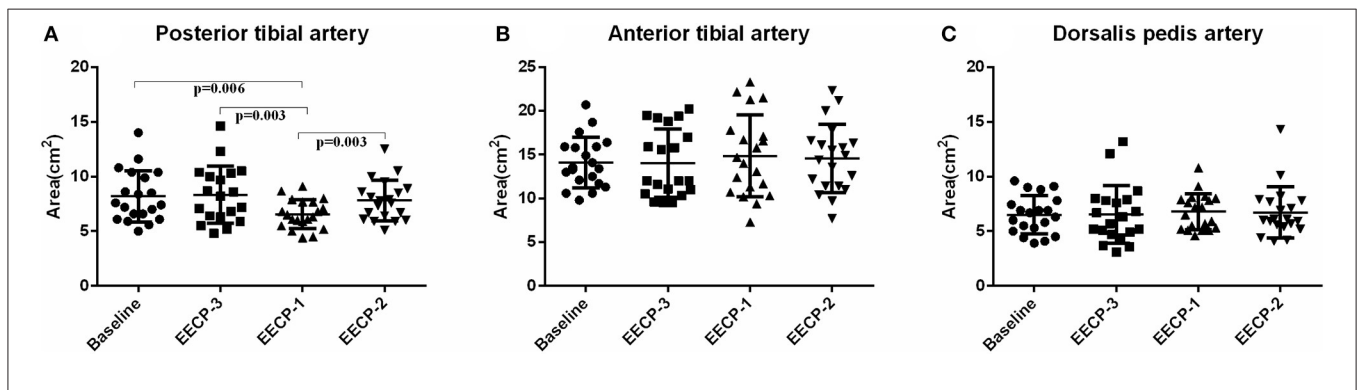 A Posterior tibial artery
Area(cm²)
20
15
10
5
0
p=0.006
p=0.003
p=0.003
Baseline
EECP-3
EECP-1
EECP-2
B Anterior tibial artery
Area(cm²)
25
20
15
10
5
0
Baseline
EECP-3
EECP-1
EECP-2
C Dorsalis pedis artery
Area(cm²)
20
15
10
5
0
Baseline
EECP-3
EECP-1
EECP-2